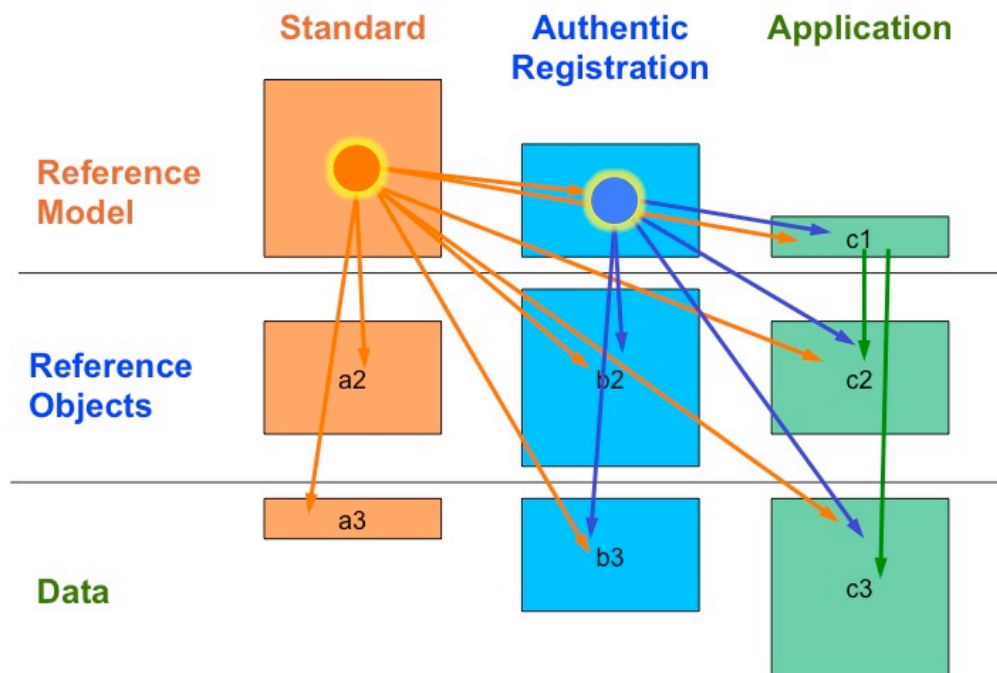 Standard
Authentic
Registration
Application
Reference
Model
c1
Reference
Objects
a2
b2
c2
a3
b3
Data
c3